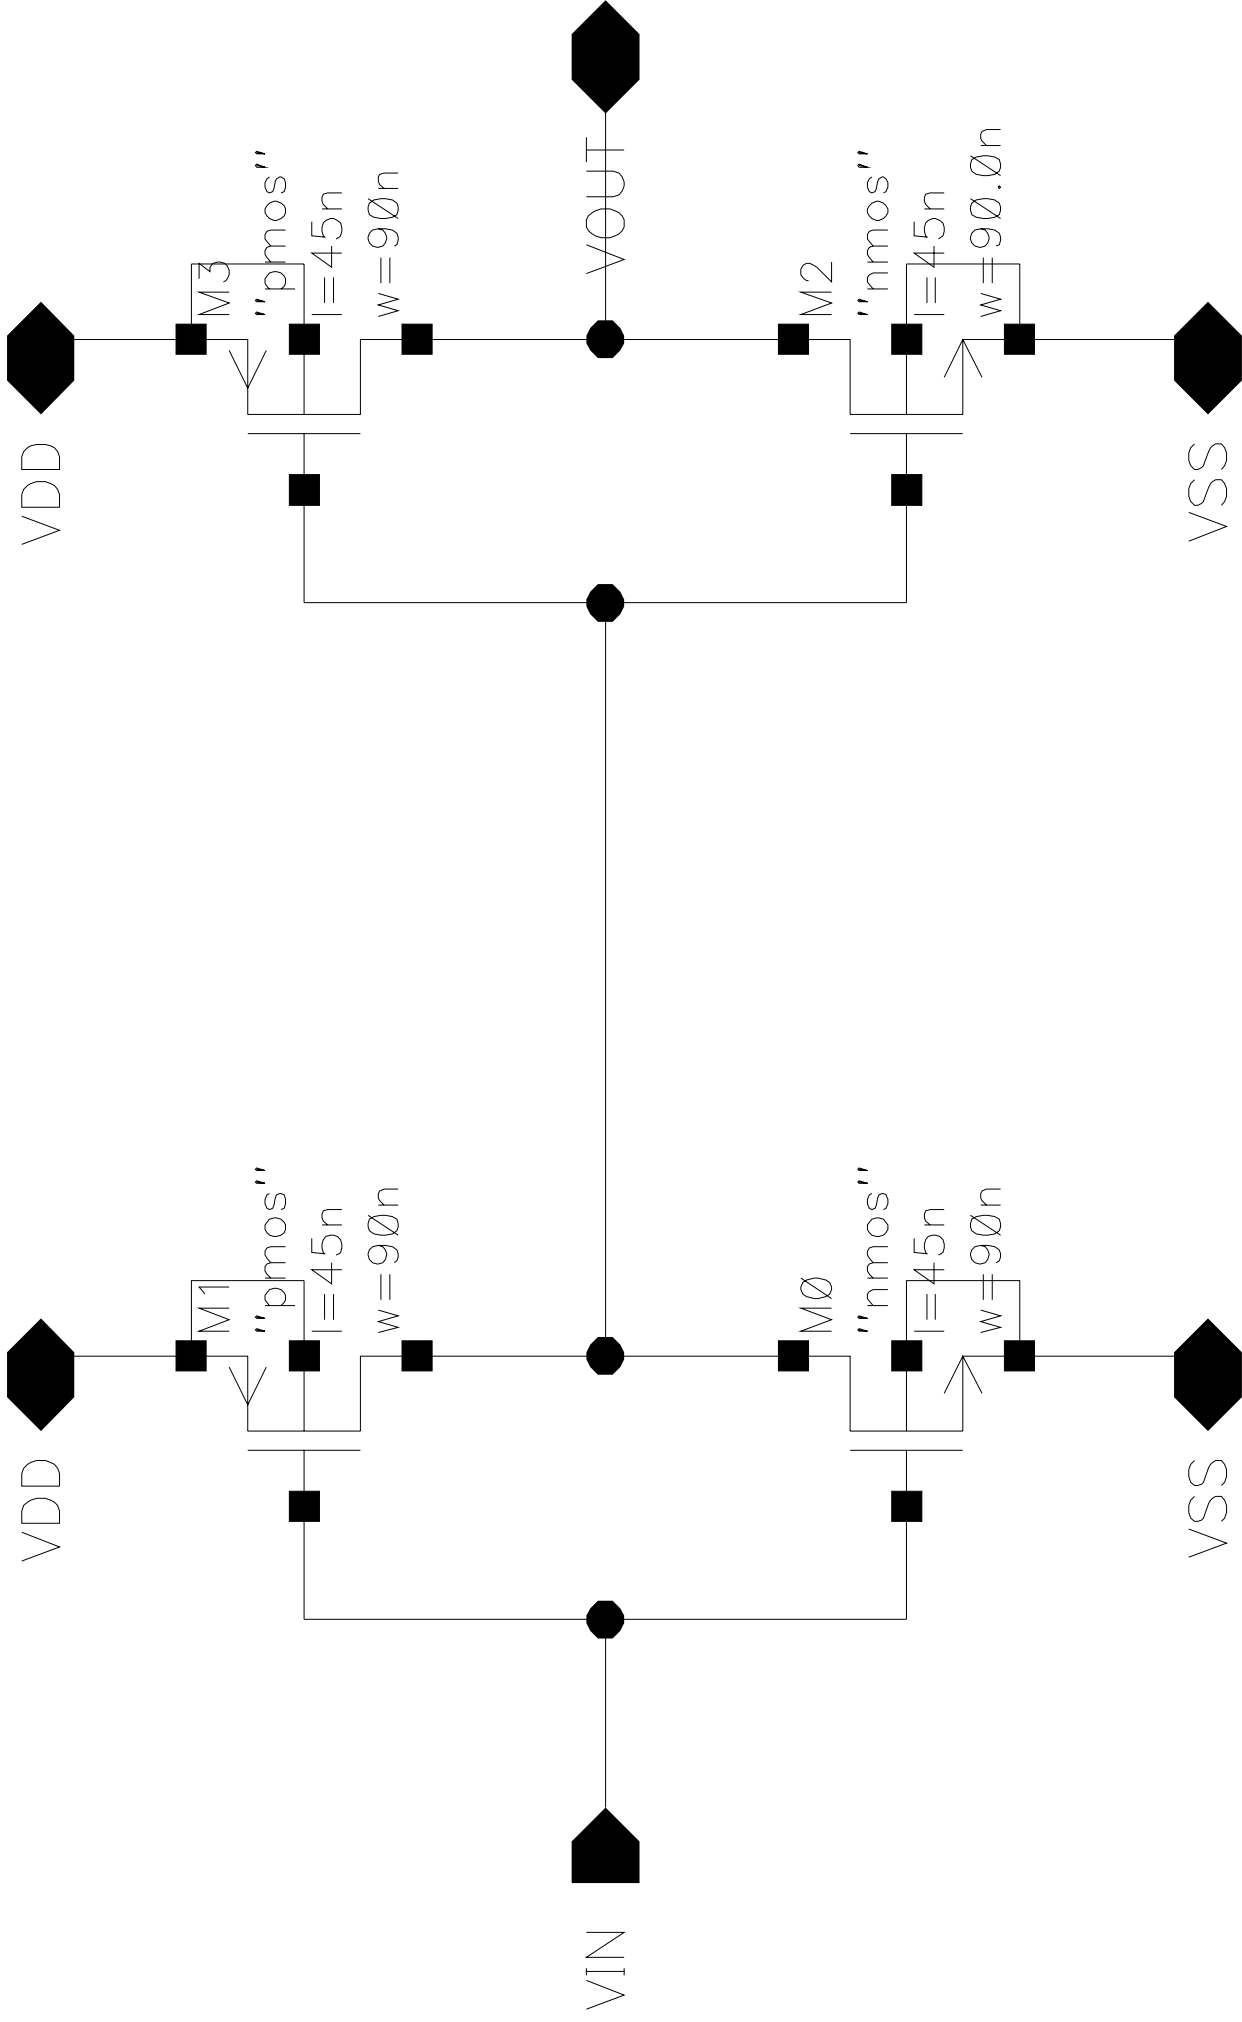 VDD
M1
"pmos"
l=45n
w=90n
VDD
M3
"pmos"
l=45n
w=90n
VIN
VOUT
M0
"nmos"
l=45n
w=90n
M2
"nmos"
l=45n
w=90.0n
VSS
VSS